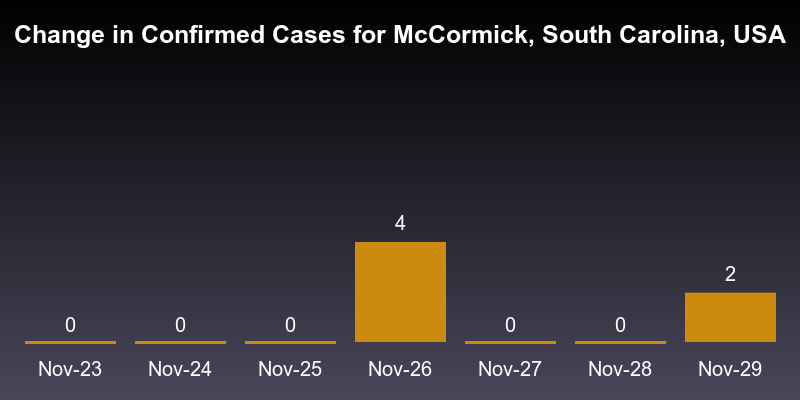 Change in Confirmed Cases for McCormick, South Carolina, USA
4
2
0 0 0 0 0
Nov-23 Nov-24 Nov-25 Nov-26 Nov-27 Nov-28 Nov-29